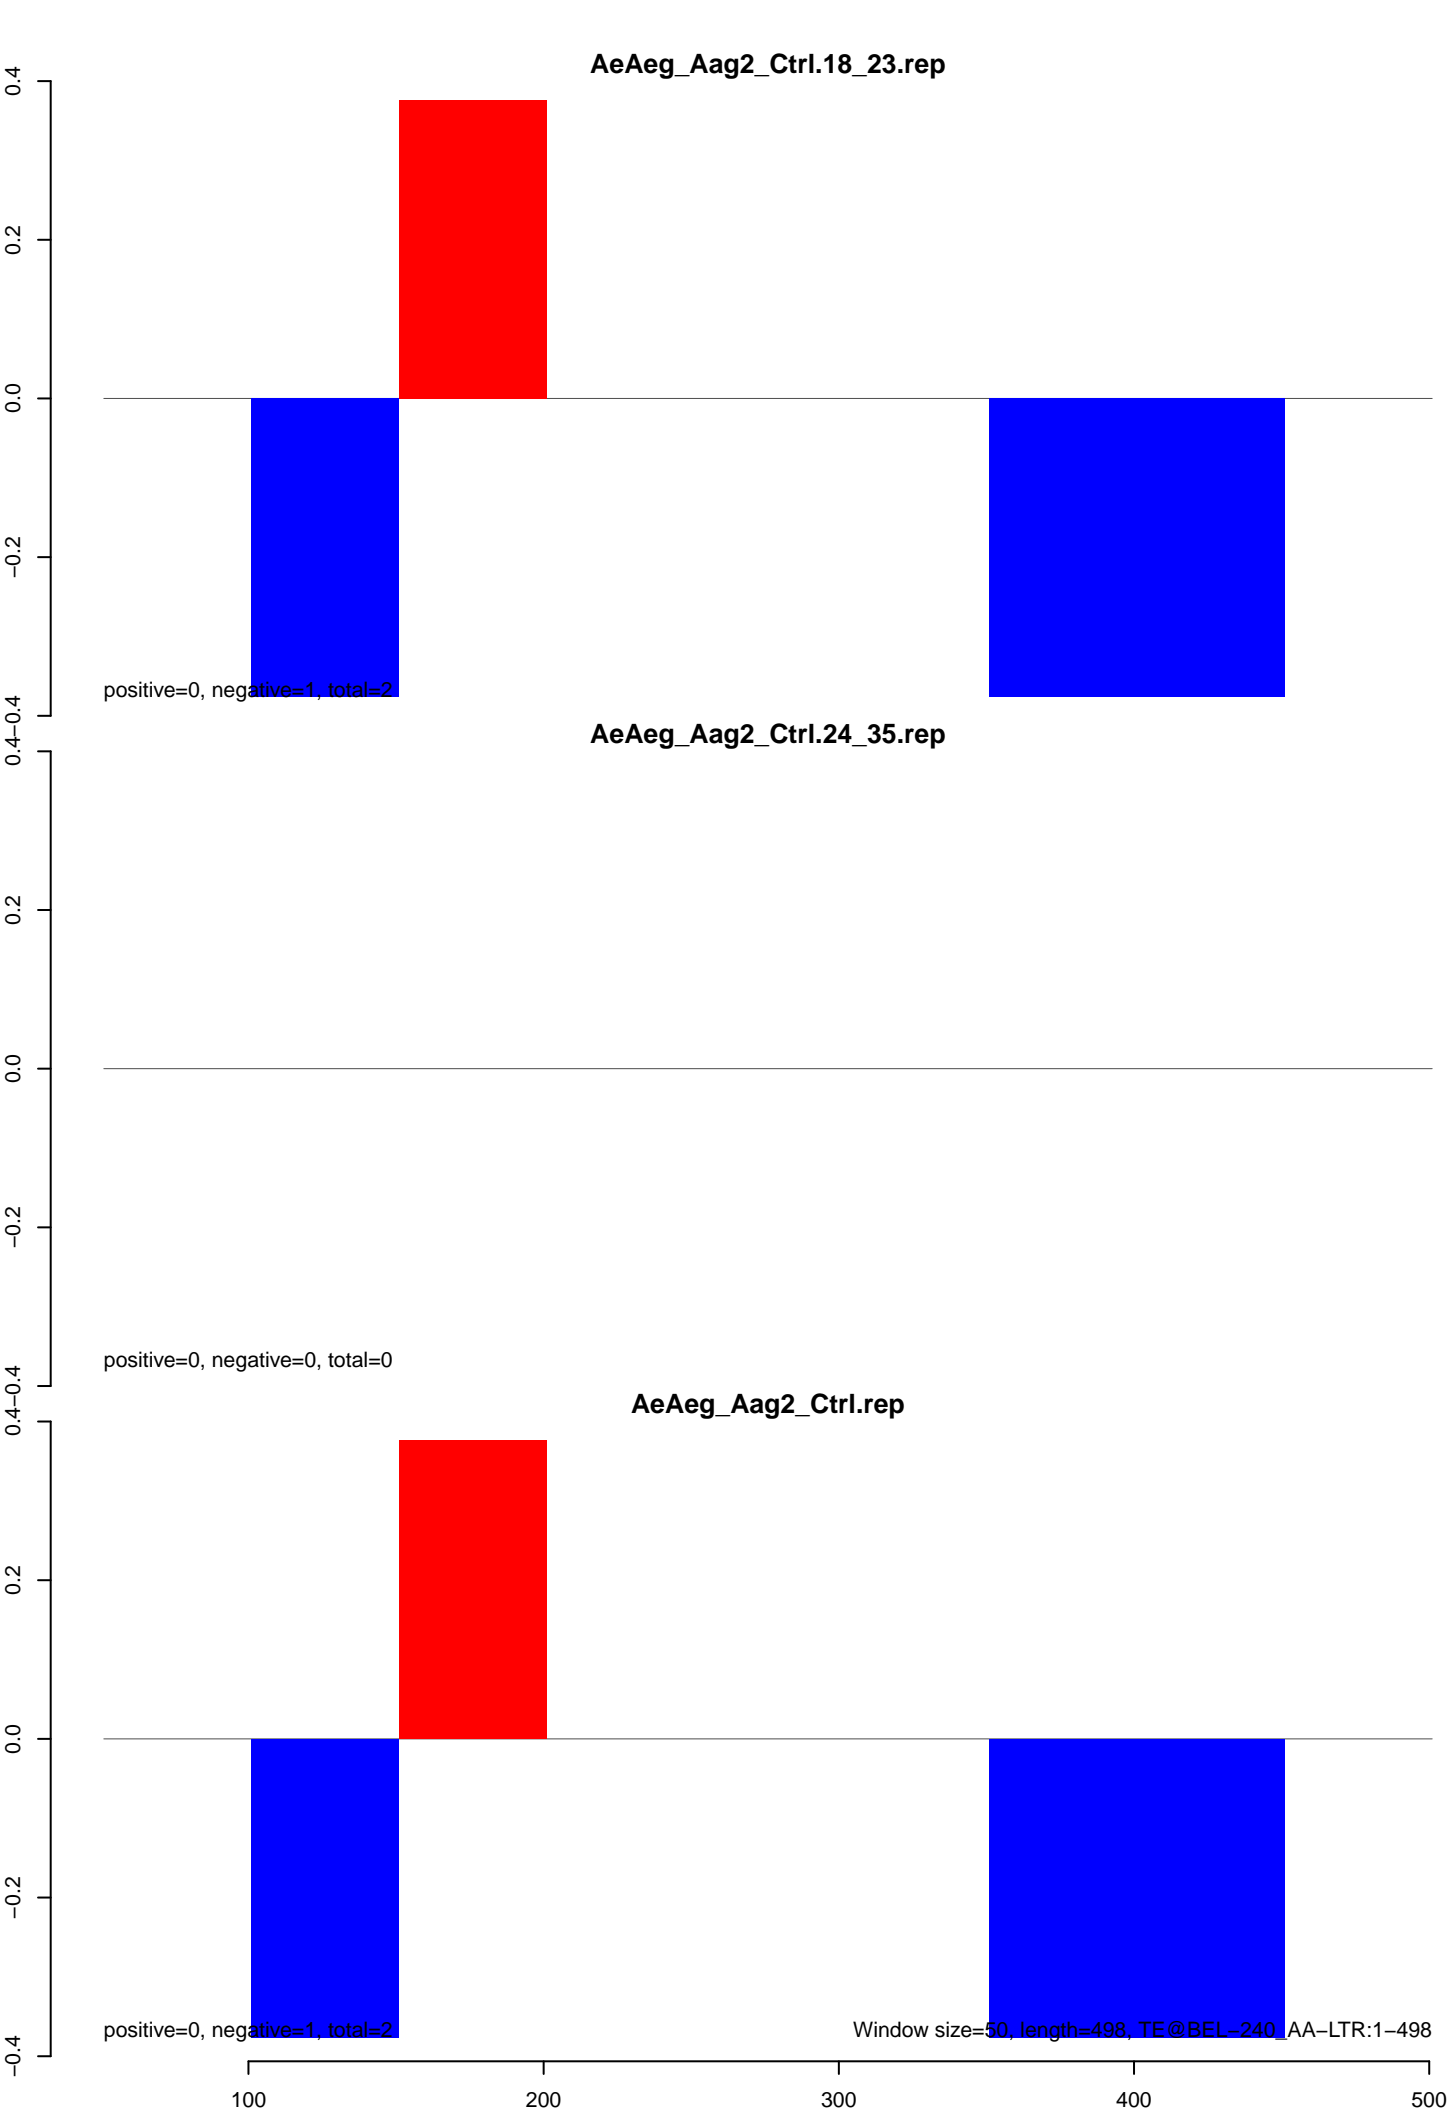 AeAeg_Aag2_Ctrl.18_23.rep
0.4
0.2
0.0
−0.2
−0.4
positive=0, negative=1, total=2
AeAeg_Aag2_Ctrl.24_35.rep
0.4
0.2
0.0
−0.2
−0.4
positive=0, negative=0, total=0
AeAeg_Aag2_Ctrl.rep
0.4
0.2
0.0
−0.2
−0.4
positive=0, negative=1, total=2
Window size=50, length=498, TE@BEL−240_AA−LTR:1−498
100 200 300 400 500